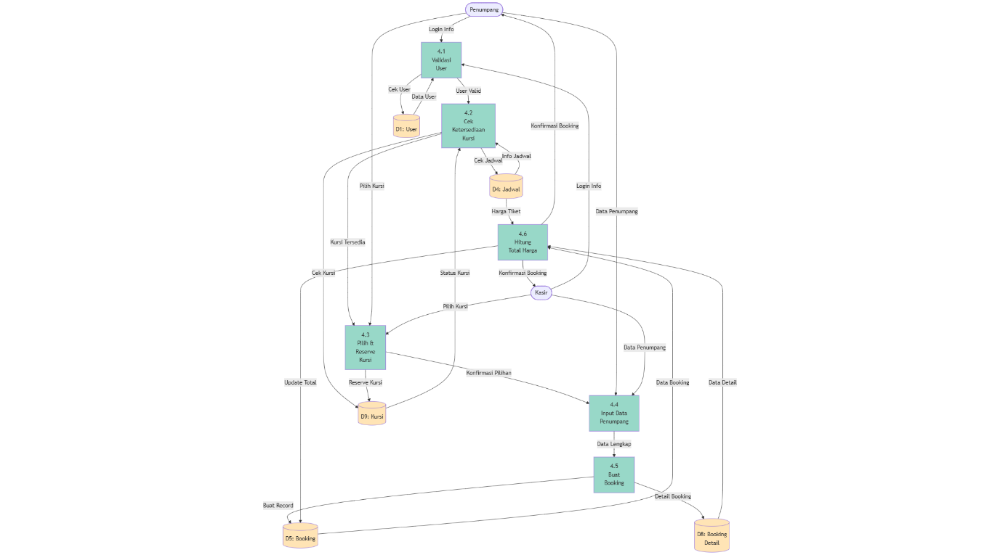 Penumpang
Login Info
4.1
Validasi
User
Cek User
Data User
User Valid
D1: User
4.2
Cek
Ketersediaan
Kursi
Konfirmasi Booking
Cek Jadwal
Info Jadwal
Pilih Kursi
D4: Jadwal
Login Info
Harga Tiket
Data Penumpang
4.6
Hitung
Total Harga
Kursi Tersedia
Cek Kursi
Status Kursi
Konfirmasi Booking
Kasir
Pilih Kursi
4.3
Pilih &
Reserve
Kursi
Data Penumpang
Konfirmasi Pilihan
Update Total
Reserve Kursi
Data Booking
Data Detail
D9: Kursi
4.4
Input Data
Penumpang
Data Lengkap
4.5
Buat
Booking
Buat Record
Detail Booking
D5: Booking
D8: Booking
Detail